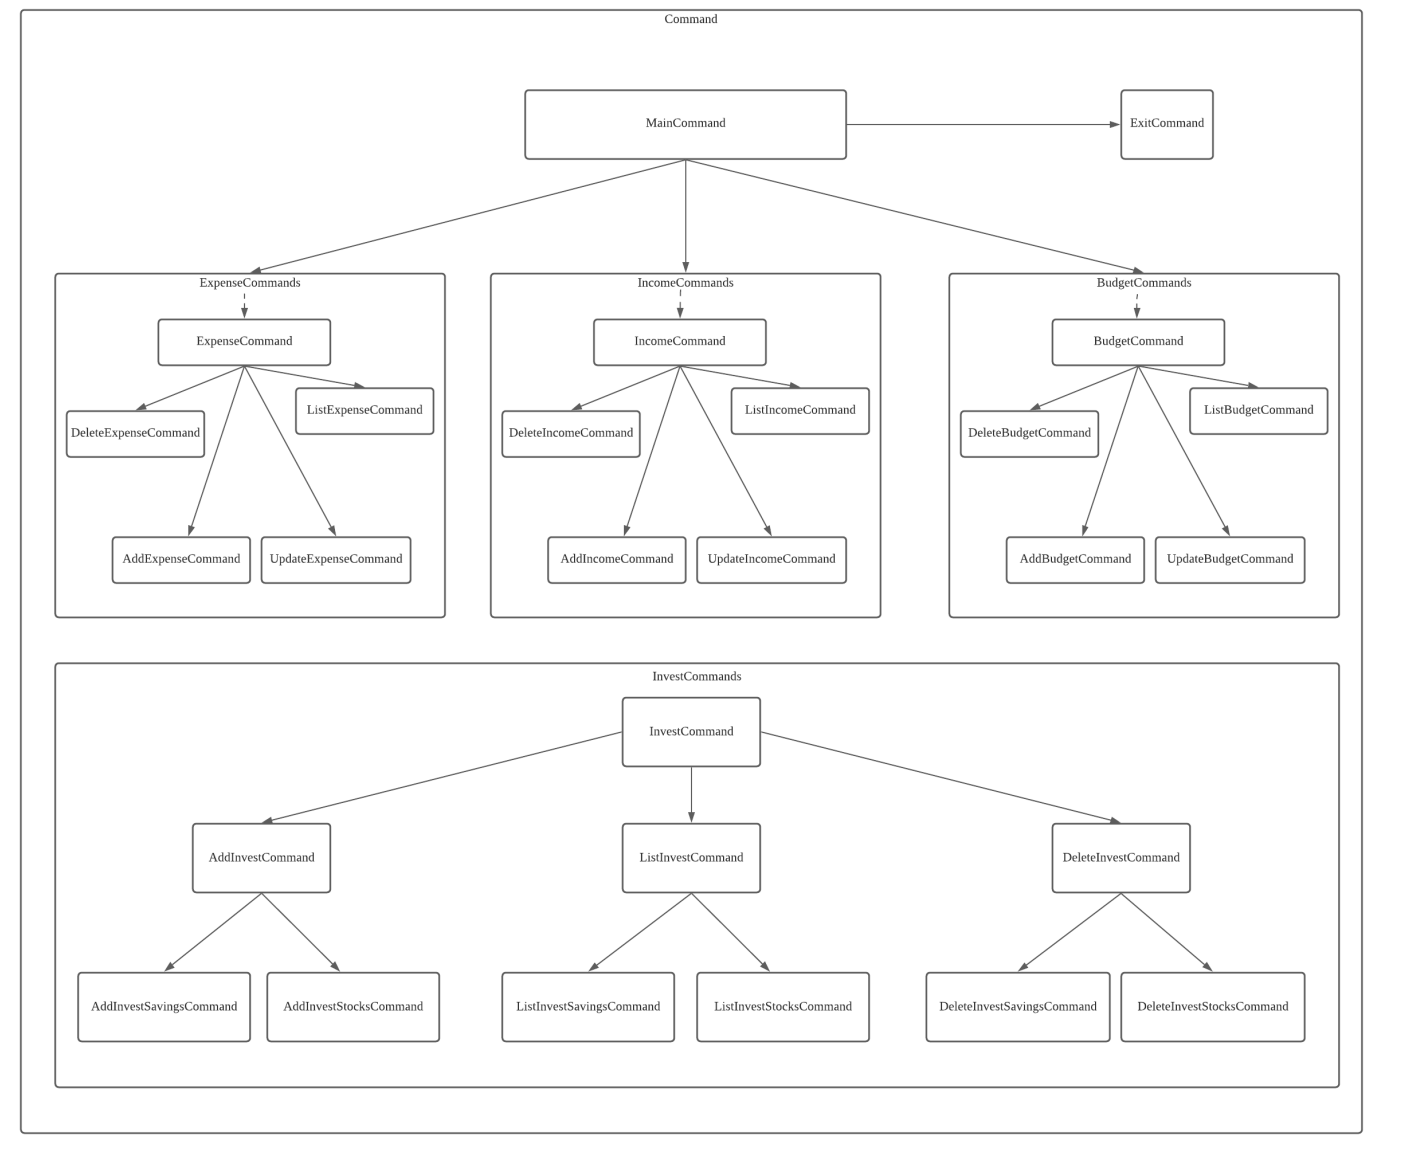 Command
MainCommand
ExitCommand
ExpenseCommands
ExpenseCommand
ListExpenseCommand
DeleteExpenseCommand
AddExpenseCommand
UpdateExpenseCommand
IncomeCommands
IncomeCommand
ListIncomeCommand
DeleteIncomeCommand
AddIncomeCommand
UpdateIncomeCommand
BudgetCommands
BudgetCommand
ListBudgetCommand
DeleteBudgetCommand
AddBudgetCommand
UpdateBudgetCommand
InvestCommands
InvestCommand
AddInvestCommand
ListInvestCommand
DeleteInvestCommand
AddInvestSavingsCommand
AddInvestStocksCommand
ListInvestSavingsCommand
ListInvestStocksCommand
DeleteInvestSavingsCommand
DeleteInvestStocksCommand